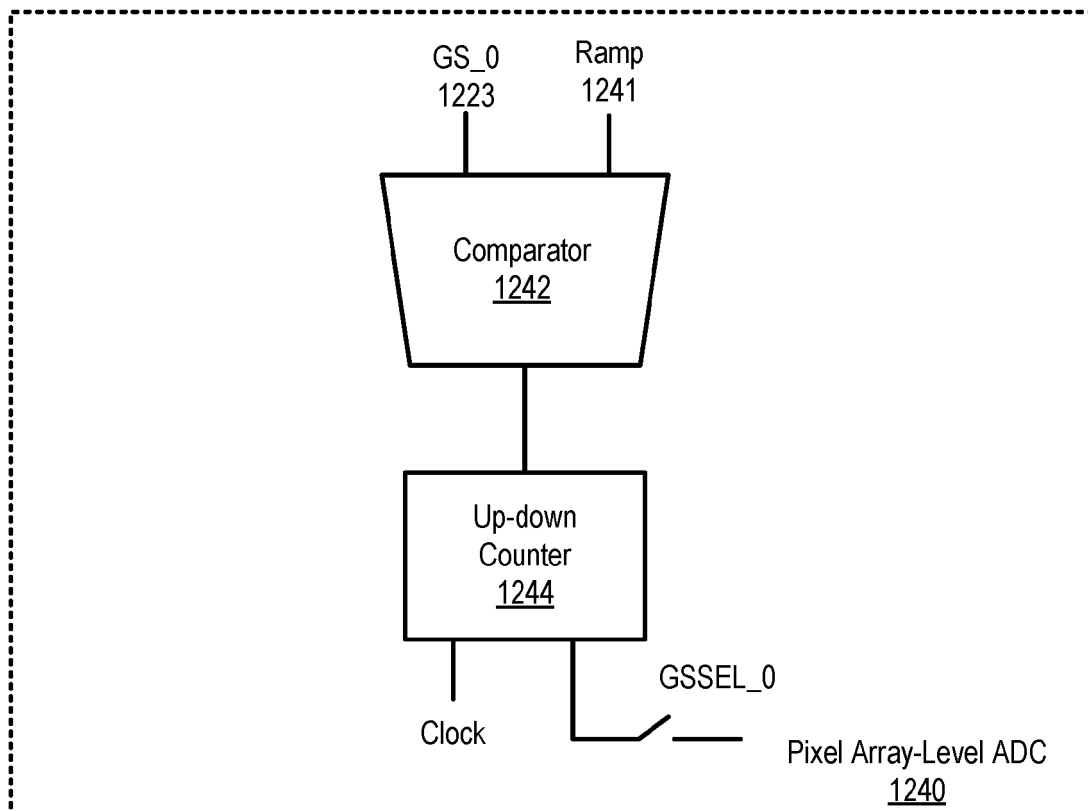 GS_0
1223
Ramp
1241
Comparator
1242
Up-down
Counter
1244
GSSEL_0
Clock
Pixel Array-Level ADC
1240